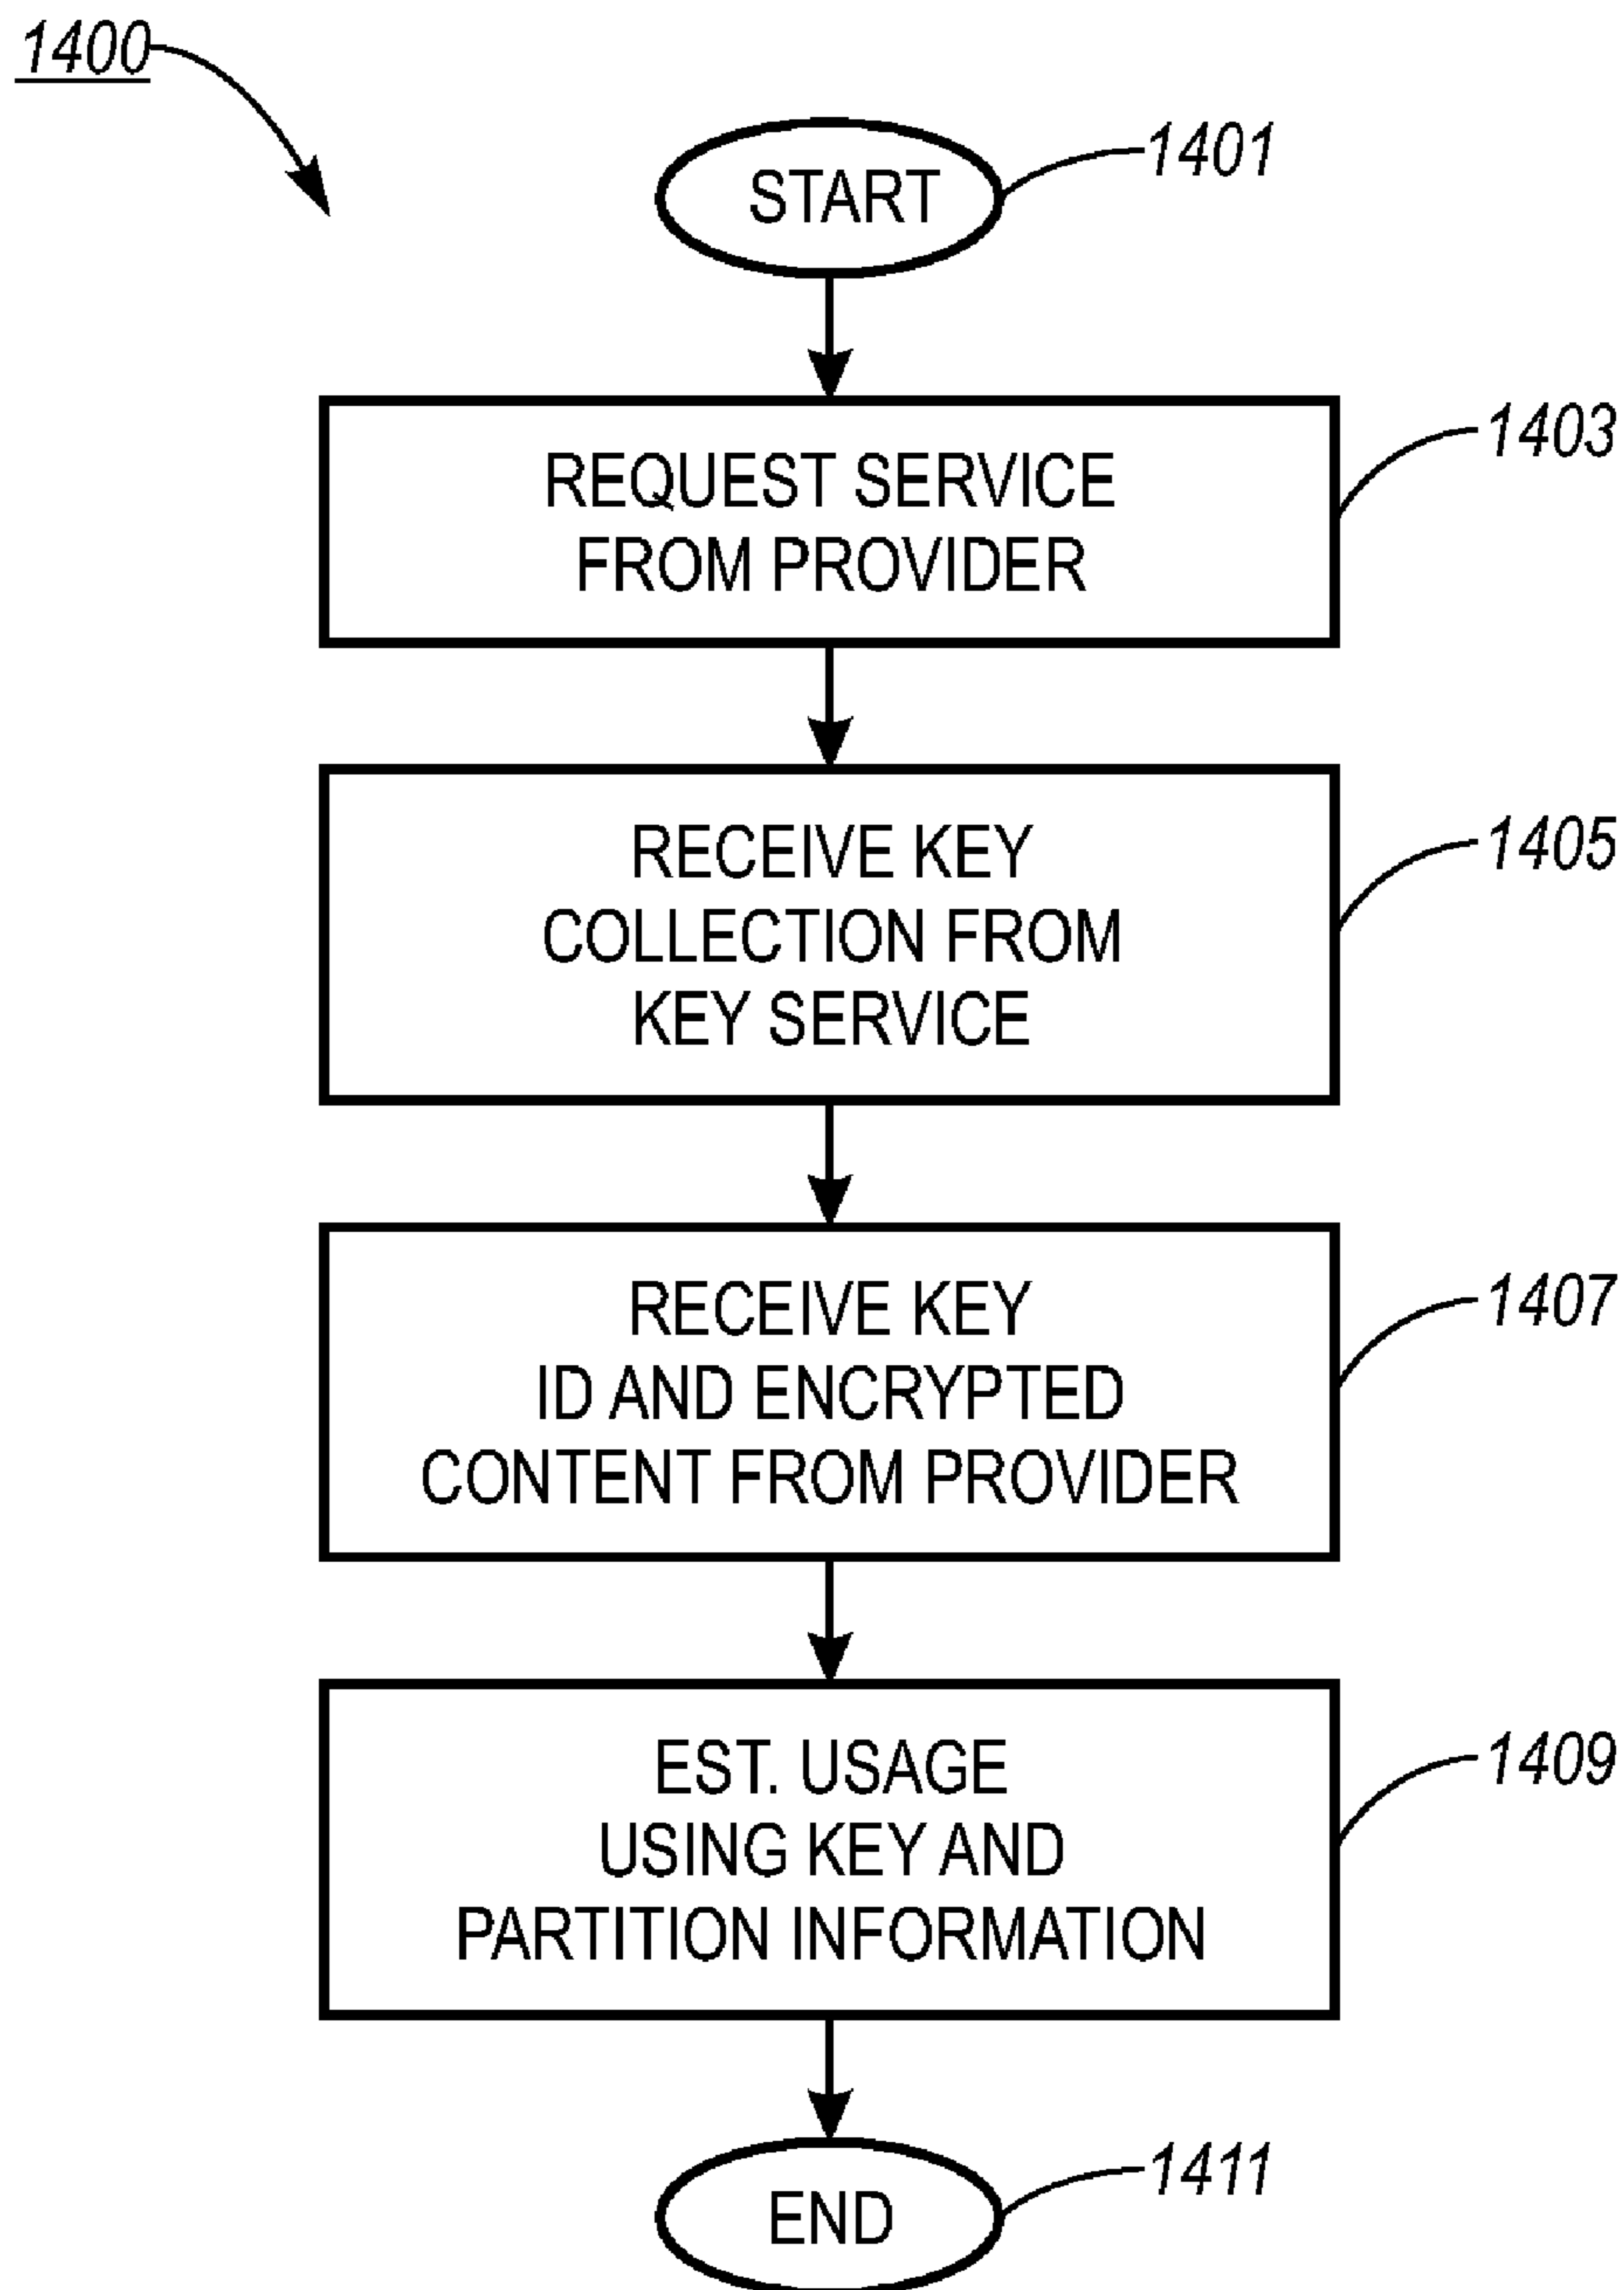 1400
1401
START
1403
REQUEST SERVICE
FROM PROVIDER
1405
RECEIVE KEY
COLLECTION FROM
KEY SERVICE
1407
RECEIVE KEY
ID AND ENCRYPTED
CONTENT FROM PROVIDER
1409
EST. USAGE
USING KEY AND
PARTITION INFORMATION
1411
END